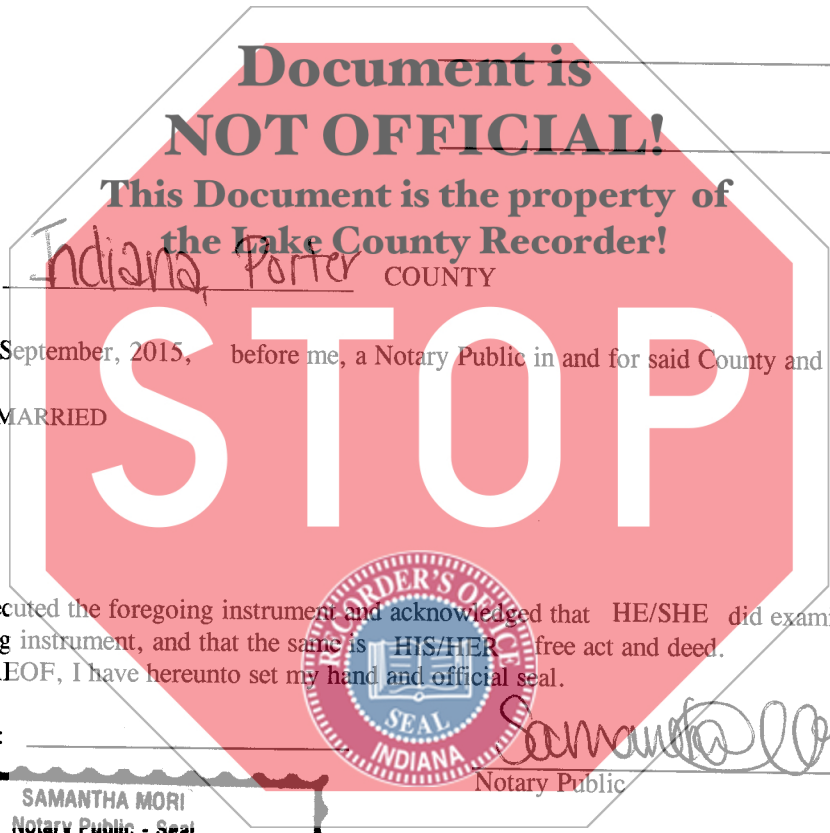 Document is
NOT OFFICIAL!
This Document is the property of
the Lake County Recorder!
Indiana, Porter COUNTY
STOP
September, 2015, before me, a Notary Public in and for said County and
MARRIED
ecuted the foregoing instrument and acknowledged that HE/SHE did exami
g instrument, and that the same is HIS/HER free act and deed.
EOF, I have hereunto set my hand and official seal.
RECORDER'S OFFICE
SEAL
INDIANA
:
Samantha
Notary Public
SAMANTHA MORI
Notary Public - Seal